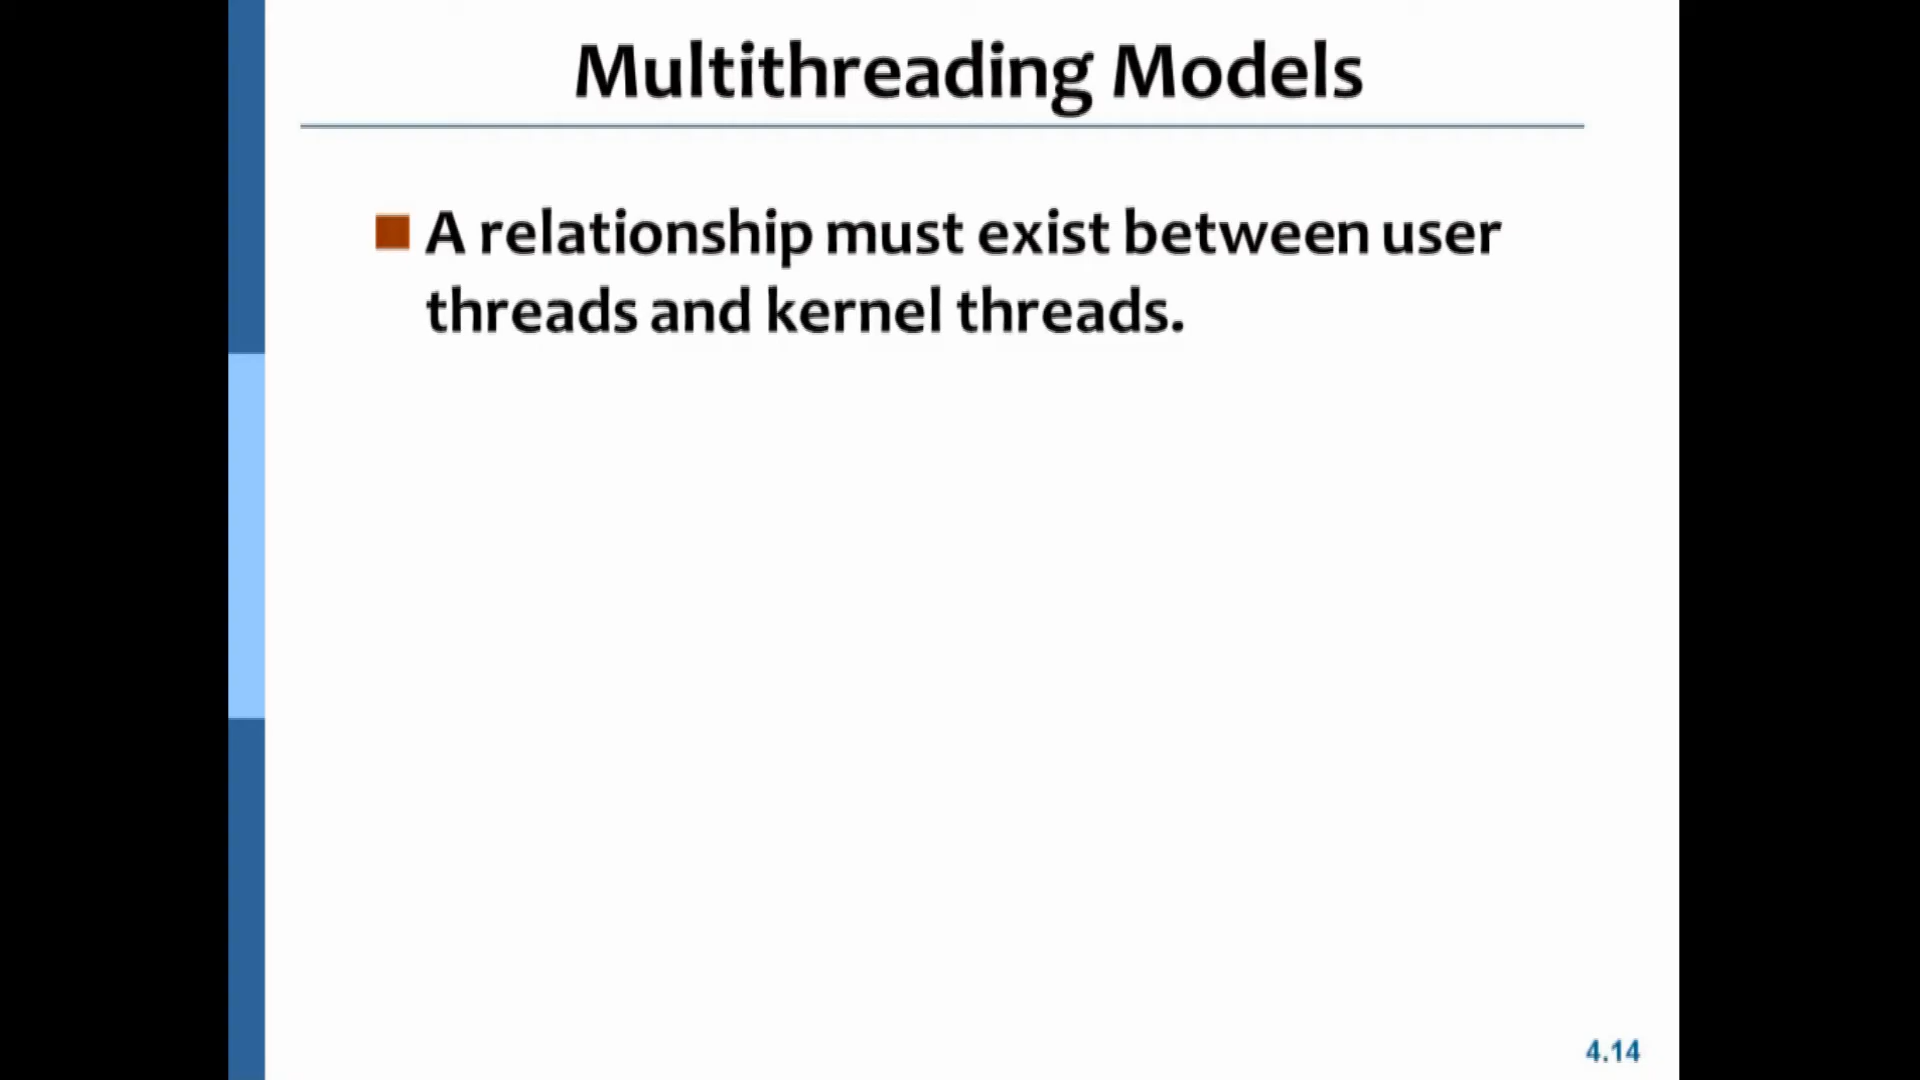 Multithreading Models
A relationship must exist between user
threads and kernel threads.
4.14